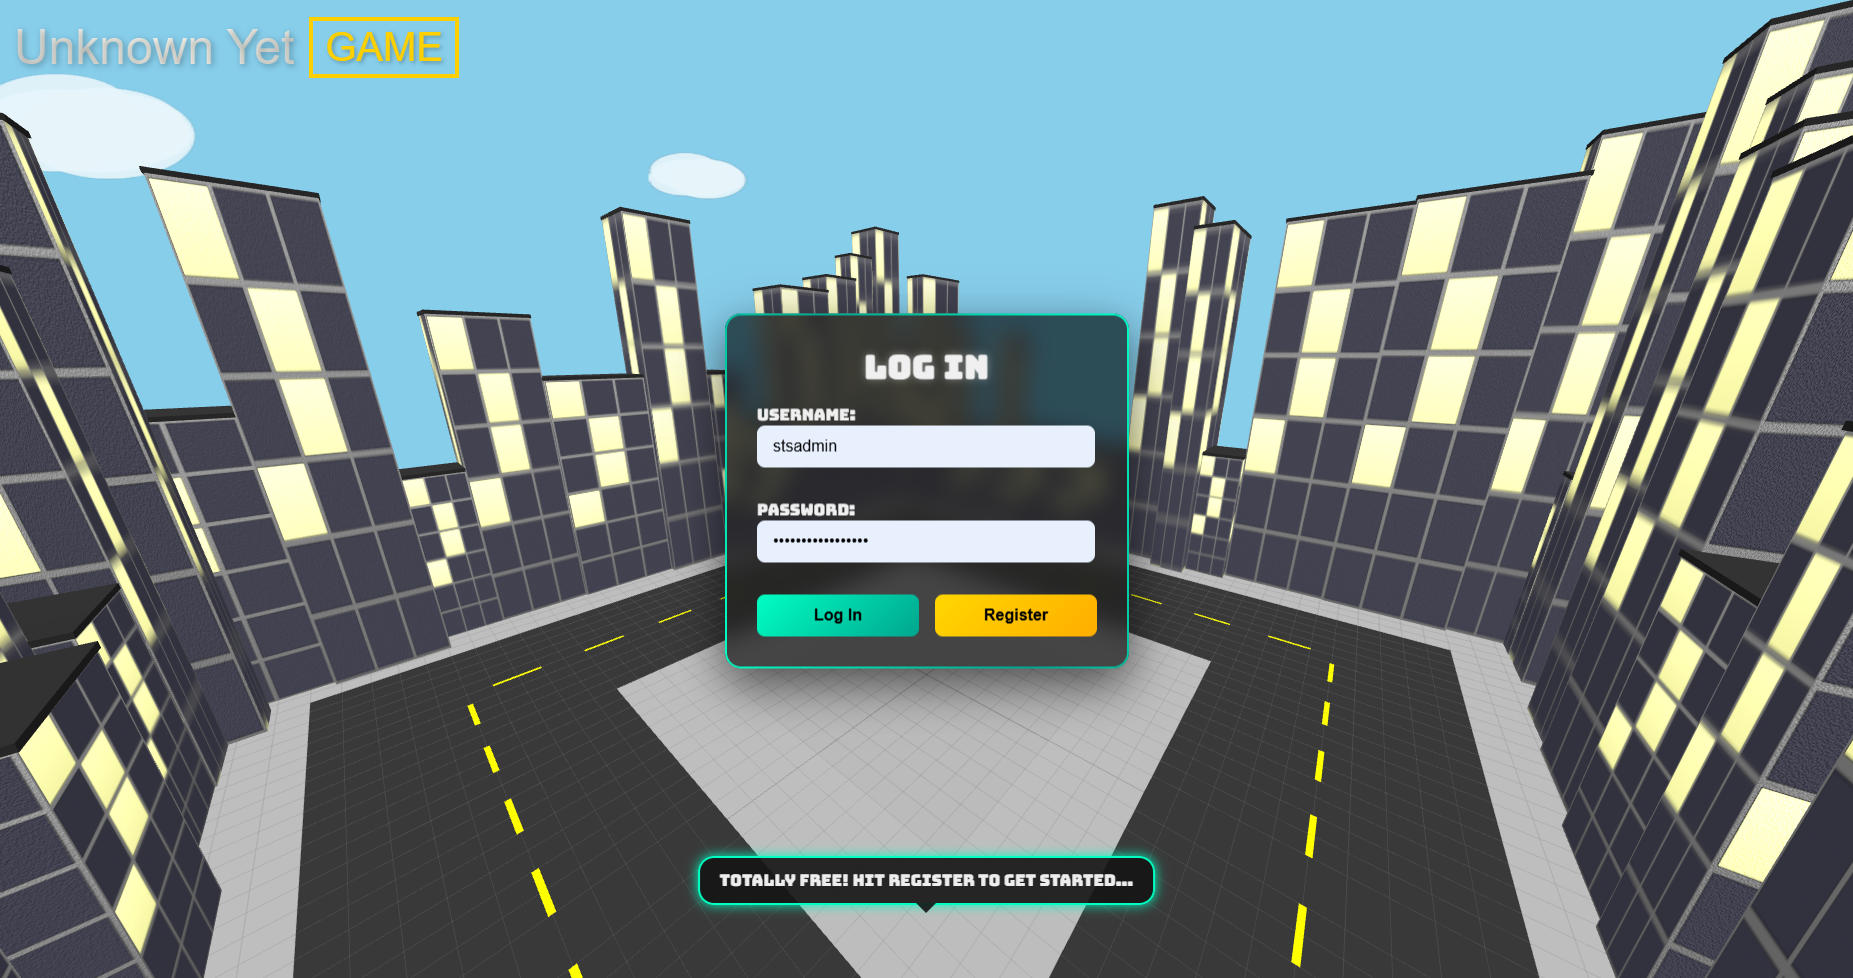 Unknown Yet GAME
LOG IN
USERNAME:
stsadmin
PASSWORD:
•••••••••••••••••
Log In Register
TOTALLY FREE! HIT REGISTER TO GET STARTED...